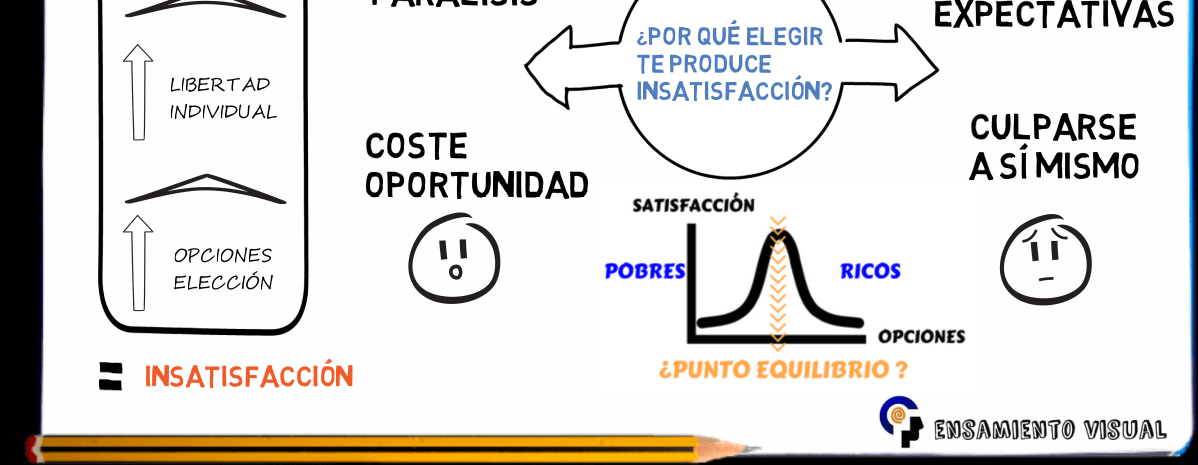 PARÁLISIS
EXPECTATIVAS
¿POR QUÉ ELEGIR
TE PRODUCE
INSATISFACCIÓN?
LIBERTAD
INDIVIDUAL
COSTE
OPORTUNIDAD
CULPARSE
A SÍ MISMO
OPCIONES
ELECCIÓN
SATISFACCIÓN
POBRES
RICOS
OPCIONES
¿PUNTO EQUILIBRIO ?
= INSATISFACCIÓN
PENSAMIENTO VISUAL